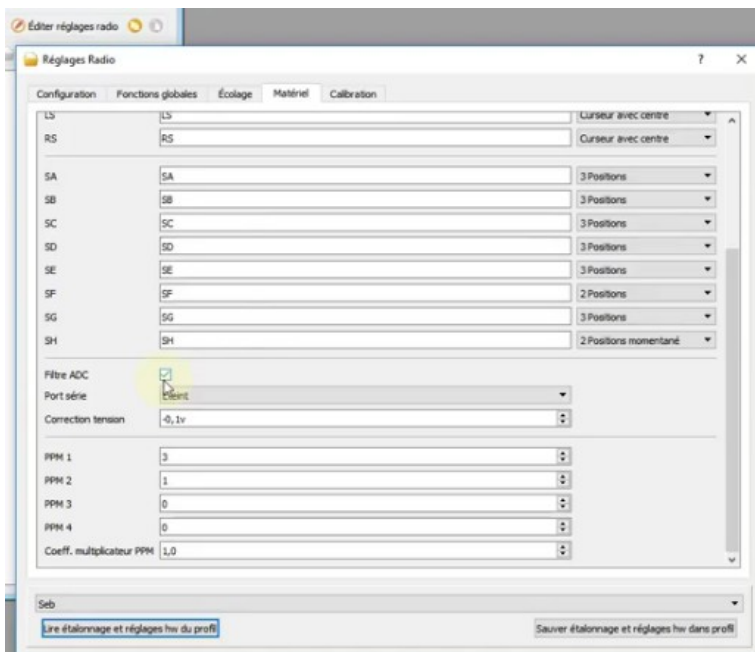 Éditer réglages radio
Réglages Radio ?
Configuration Fonctions globales Écolage Matériel Calibration
LS LS Curseur avec centre
RS RS Curseur avec centre
SA SA 3 Positions
SB SB 3 Positions
SC SC 3 Positions
SD SD 3 Positions
SE SE 3 Positions
SF SF 2 Positions
SG SG 3 Positions
SH SH 2 Positions momentané
Filtre ADC
Port série
Correction tension -0,1v
PPM 1 3
PPM 2 1
PPM 3 0
PPM 4 0
Coeff. multiplicateur PPM 1,0
Seb
Lire étalonnage et réglages hw du profil Sauver étalonnage et réglages hw dans profil